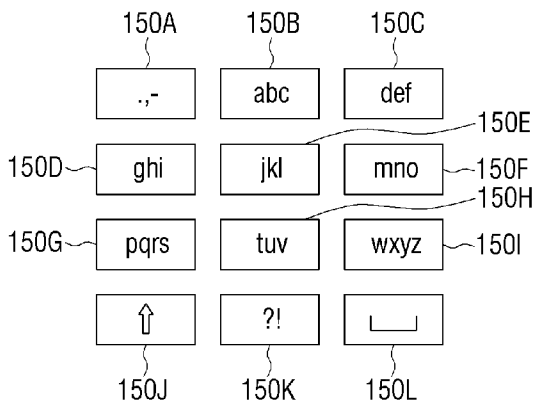 150A 150B 150C
.,- abc def
150E
150D ghi jkl mno 150F
150H
150G pqrs tuv wxyz 150I
⇧ ?!
150J 150K 150L